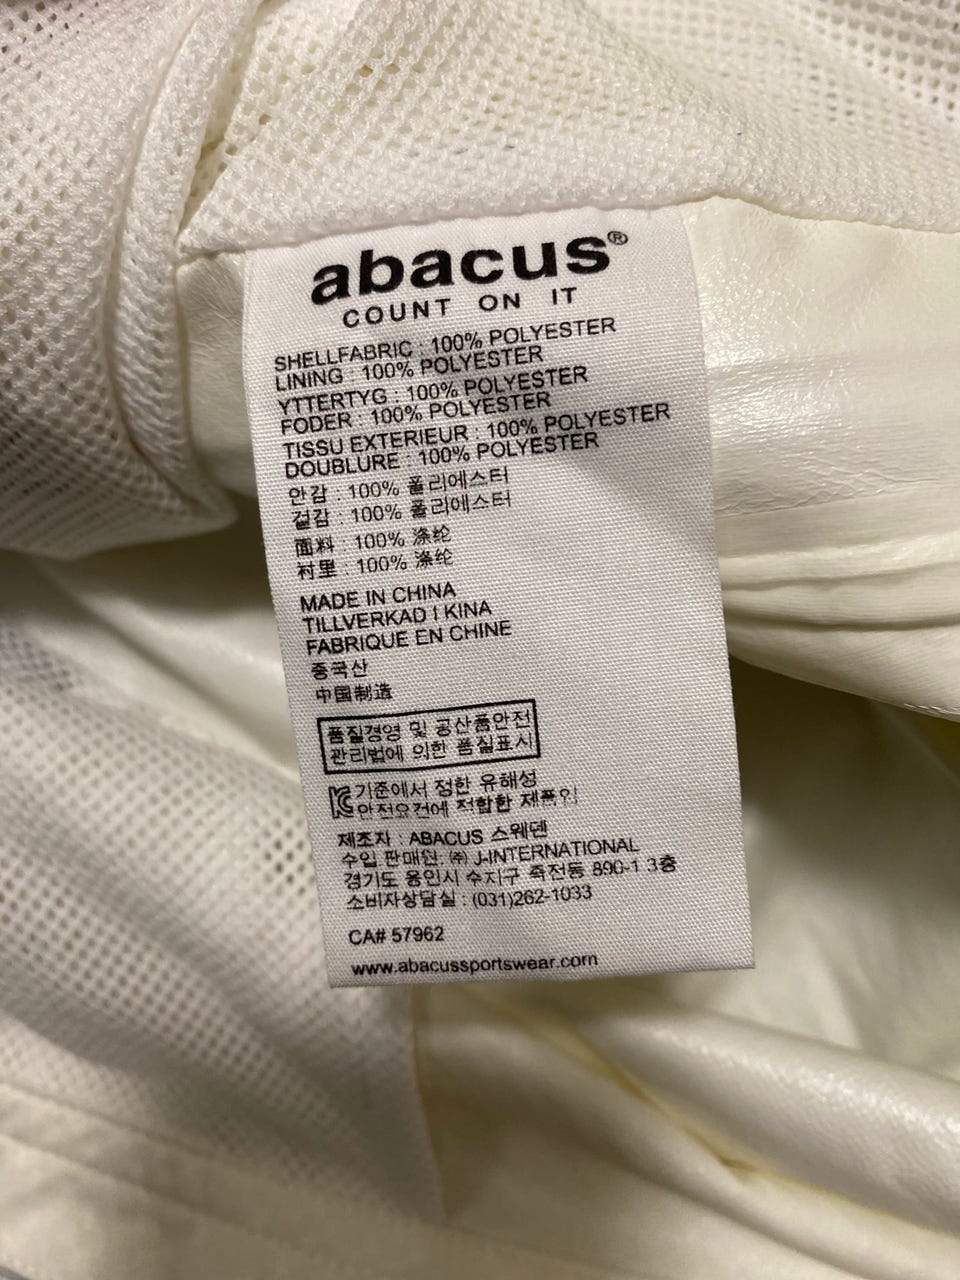 abacus®
COUNT ON IT
SHELLFABRIC : 100% POLYESTER
LINING : 100% POLYESTER
YTTERTYG : 100% POLYESTER
FODER : 100% POLYESTER
TISSU EXTERIEUR : 100% POLYESTER
DOUBLURE : 100% POLYESTER
안감 : 100% 폴리에스터
겉감 : 100% 폴리에스터
面料 : 100% 涤纶
村里 : 100% 涤纶
MADE IN CHINA
TILLVERKAD I KINA
FABRIQUE EN CHINE
중국산
中国制造
품질경영 및 공산품안전
관리법에 의한 품질표시
기준에서 정한 유해성
안전요건에 적합한 제품임
제조자 : ABACUS 스웨덴
수입 판매원: ㈜ J-INTERNATIONAL
경기도 용인시 수지구 죽전동 890-1 3층
소비자상담실 : (031)262-1033
CA# 57962
www.abacussportswear.com